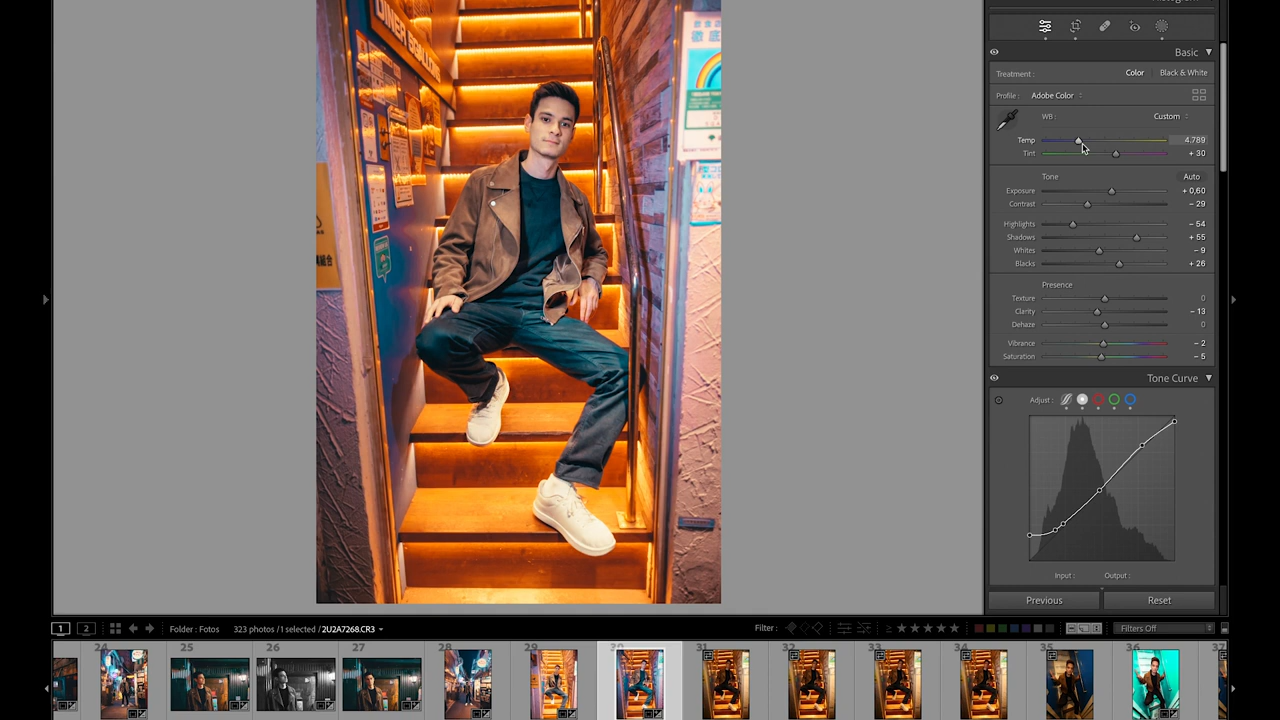 Basic
Treatment :
Color
Black & White
Profile :
Adobe Color
WB :
Custom
Temp
4.789
Tint
+ 30
Tone
Auto
Exposure
+ 0,60
Contrast
– 29
Highlights
– 54
Shadows
+ 55
Whites
– 9
Blacks
+ 26
Presence
Texture
0
Clarity
– 13
Dehaze
0
Vibrance
– 2
Saturation
– 5
Tone Curve
Adjust :
Input :
Output :
Previous
Reset
1
2
Folder : Fotos
323 photos / 1 selected / 2U2A7268.CR3
Filter :
Filters Off
24
25
26
27
28
29
30
31
32
33
34
35
36
37